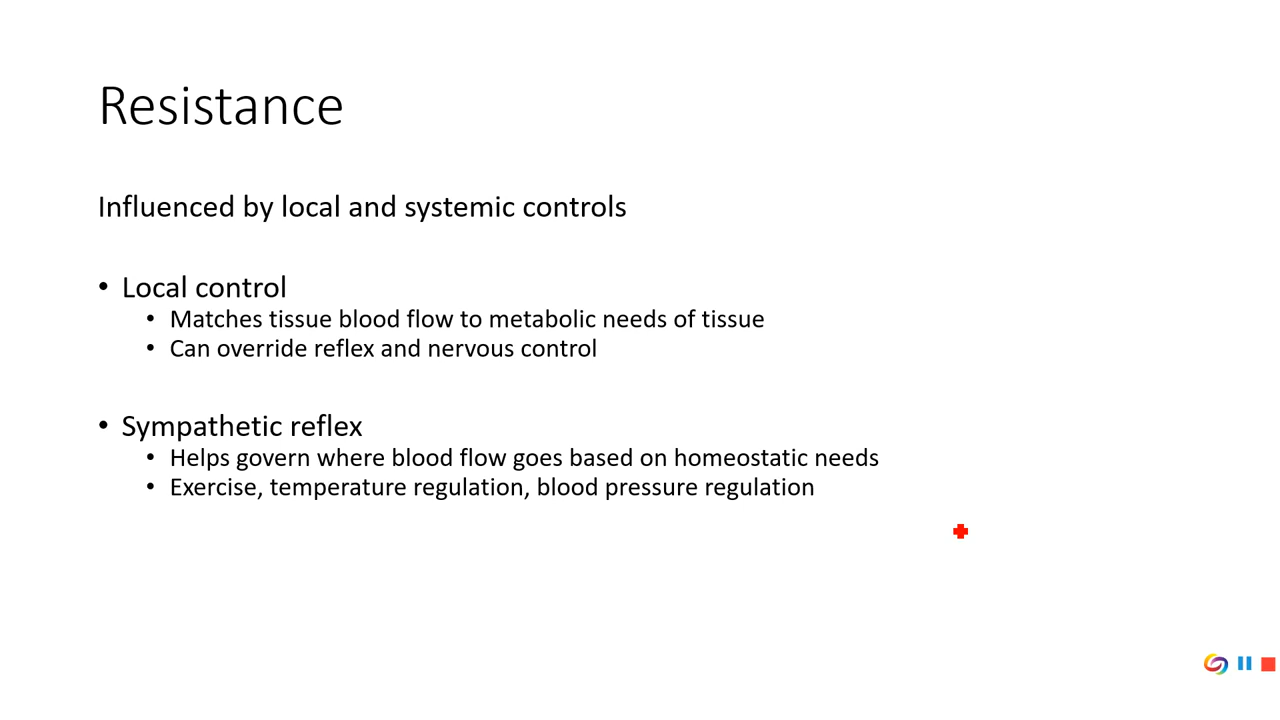 Resistance
Influenced by local and systemic controls
• Local control
• Matches tissue blood flow to metabolic needs of tissue
• Can override reflex and nervous control
• Sympathetic reflex
• Helps govern where blood flow goes based on homeostatic needs
• Exercise, temperature regulation, blood pressure regulation